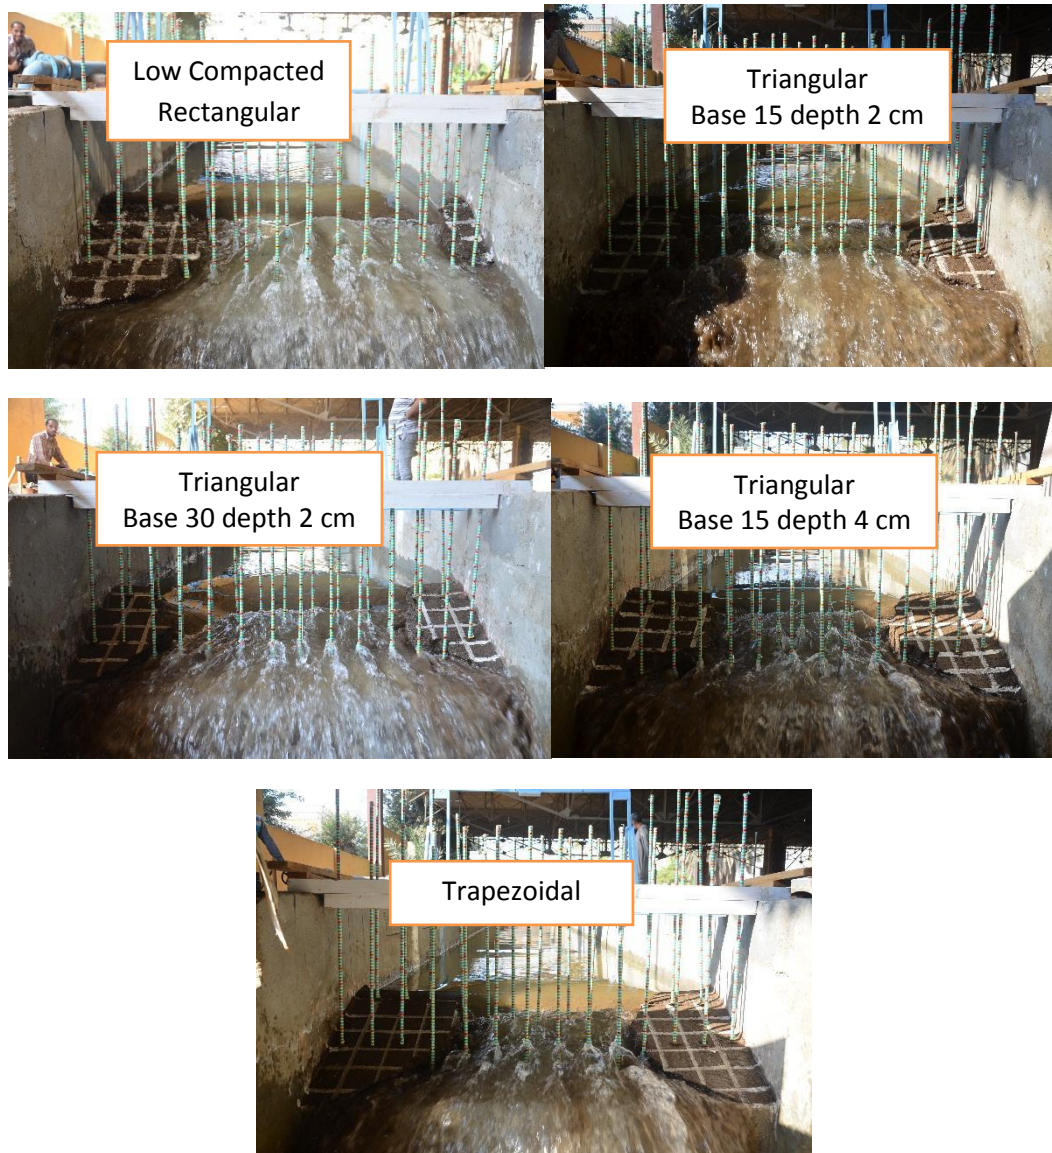 Low Compacted
Rectangular
Triangular
Base 15 depth 2 cm
Triangular
Base 30 depth 2 cm
Triangular
Base 15 depth 4 cm
Trapezoidal